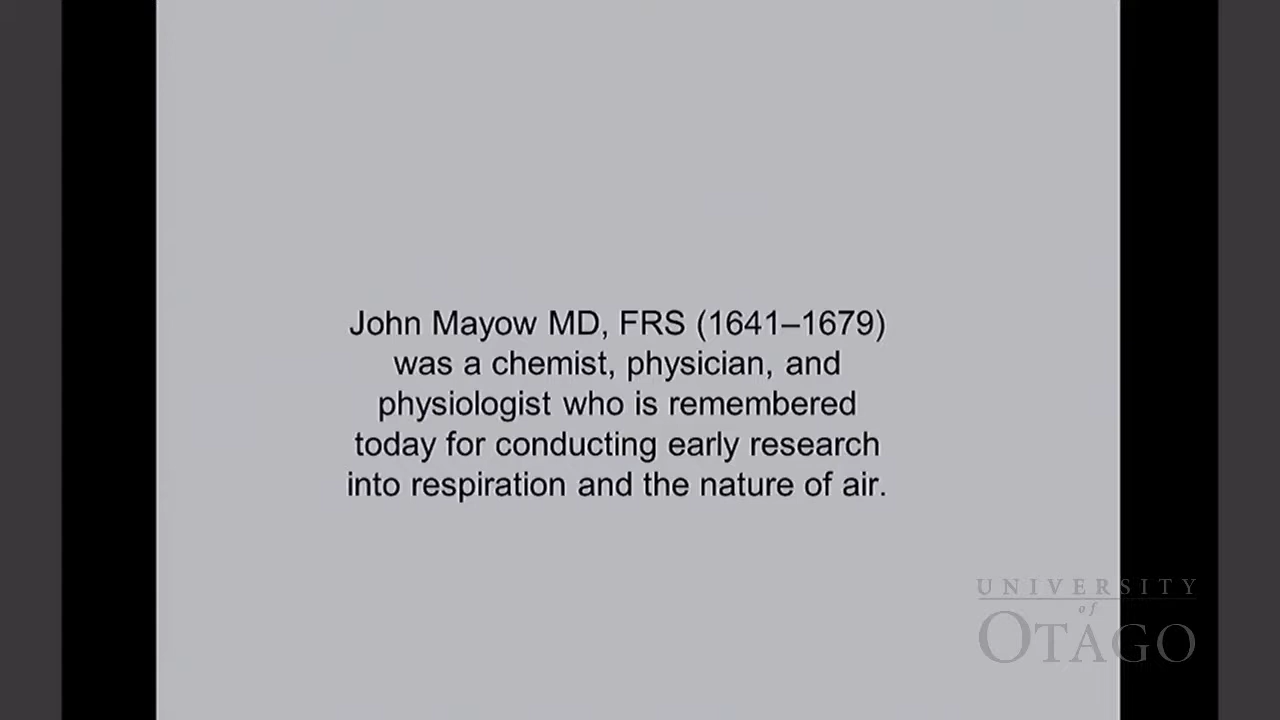 John Mayow MD, FRS (1641–1679)
was a chemist, physician, and
physiologist who is remembered
today for conducting early research
into respiration and the nature of air.
UNIVERSITY
of
OTAGO